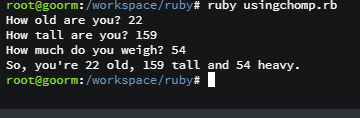 root@goorm:/workspace/ruby# ruby usingchomp.rb
How old are you? 22
How tall are you? 159
How much do you weigh? 54
So, you're 22 old, 159 tall and 54 heavy.
root@goorm:/workspace/ruby#